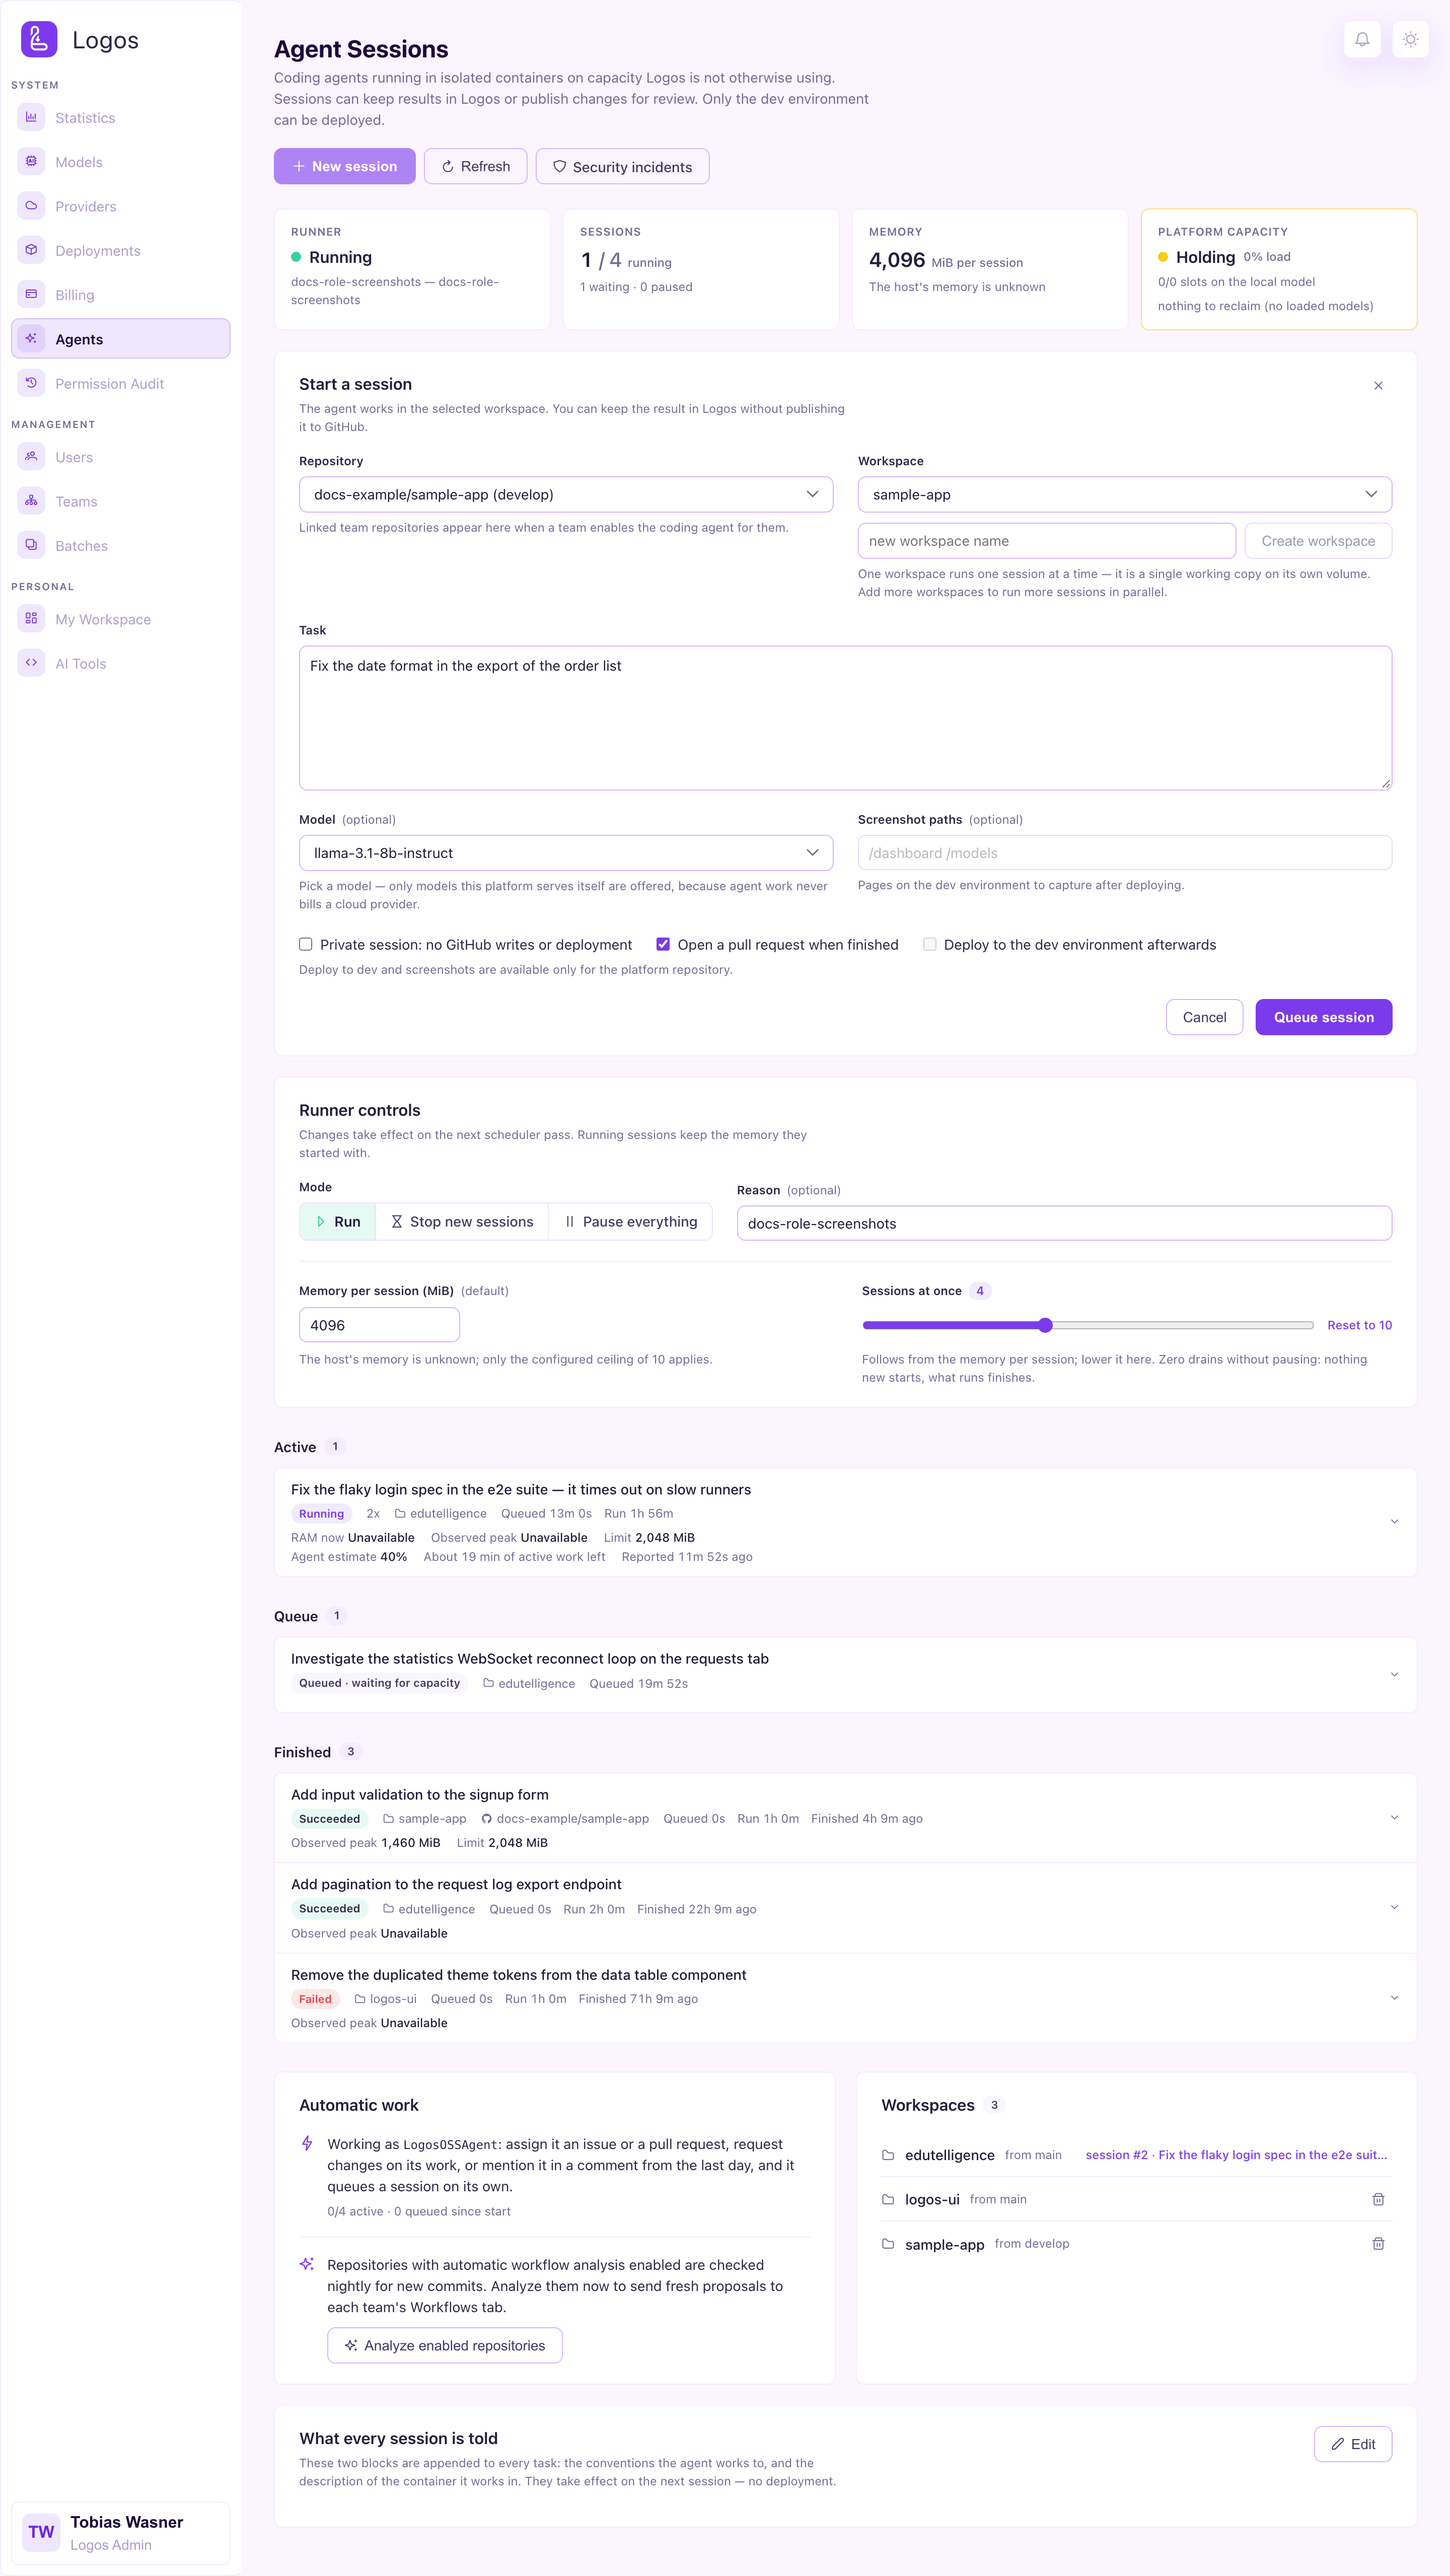 Logos
SYSTEM
Statistics
Models
Providers
Deployments
Billing
Agents
Permission Audit
MANAGEMENT
Users
Teams
Batches
PERSONAL
My Workspace
AI Tools
TW
Tobias Wasner
Logos Admin
Agent Sessions
Coding agents running in isolated containers on capacity Logos is not otherwise using.
Sessions can keep results in Logos or publish changes for review. Only the dev environment
can be deployed.
New session
Refresh
Security incidents
RUNNER
Running
docs-role-screenshots — docs-role-
screenshots
SESSIONS
1 / 4 running
1 waiting · 0 paused
MEMORY
4,096 MiB per session
The host's memory is unknown
PLATFORM CAPACITY
Holding 0% load
0/0 slots on the local model
nothing to reclaim (no loaded models)
Start a session
The agent works in the selected workspace. You can keep the result in Logos without publishing
it to GitHub.
Repository
docs-example/sample-app (develop)
Linked team repositories appear here when a team enables the coding agent for them.
Workspace
sample-app
new workspace name
Create workspace
One workspace runs one session at a time — it is a single working copy on its own volume.
Add more workspaces to run more sessions in parallel.
Task
Fix the date format in the export of the order list
Model (optional)
llama-3.1-8b-instruct
Pick a model — only models this platform serves itself are offered, because agent work never
bills a cloud provider.
Screenshot paths (optional)
/dashboard /models
Pages on the dev environment to capture after deploying.
Private session: no GitHub writes or deployment
Open a pull request when finished
Deploy to the dev environment afterwards
Deploy to dev and screenshots are available only for the platform repository.
Cancel
Queue session
Runner controls
Changes take effect on the next scheduler pass. Running sessions keep the memory they
started with.
Mode
Run
Stop new sessions
Pause everything
Reason (optional)
docs-role-screenshots
Memory per session (MiB) (default)
4096
The host's memory is unknown; only the configured ceiling of 10 applies.
Sessions at once 4
Reset to 10
Follows from the memory per session; lower it here. Zero drains without pausing: nothing
new starts, what runs finishes.
Active 1
Fix the flaky login spec in the e2e suite — it times out on slow runners
Running 2x edutelligence Queued 13m 0s Run 1h 56m
RAM now Unavailable Observed peak Unavailable Limit 2,048 MiB
Agent estimate 40% About 19 min of active work left Reported 11m 52s ago
Queue 1
Investigate the statistics WebSocket reconnect loop on the requests tab
Queued · waiting for capacity edutelligence Queued 19m 52s
Finished 3
Add input validation to the signup form
Succeeded sample-app docs-example/sample-app Queued 0s Run 1h 0m Finished 4h 9m ago
Observed peak 1,460 MiB Limit 2,048 MiB
Add pagination to the request log export endpoint
Succeeded edutelligence Queued 0s Run 2h 0m Finished 22h 9m ago
Observed peak Unavailable
Remove the duplicated theme tokens from the data table component
Failed logos-ui Queued 0s Run 1h 0m Finished 71h 9m ago
Observed peak Unavailable
Automatic work
Working as LogosOSSAgent: assign it an issue or a pull request, request
changes on its work, or mention it in a comment from the last day, and it
queues a session on its own.
0/4 active · 0 queued since start
Repositories with automatic workflow analysis enabled are checked
nightly for new commits. Analyze them now to send fresh proposals to
each team's Workflows tab.
Analyze enabled repositories
Workspaces 3
edutelligence from main session #2 · Fix the flaky login spec in the e2e suit...
logos-ui from main
sample-app from develop
What every session is told
These two blocks are appended to every task: the conventions the agent works to, and the
description of the container it works in. They take effect on the next session — no deployment.
Edit